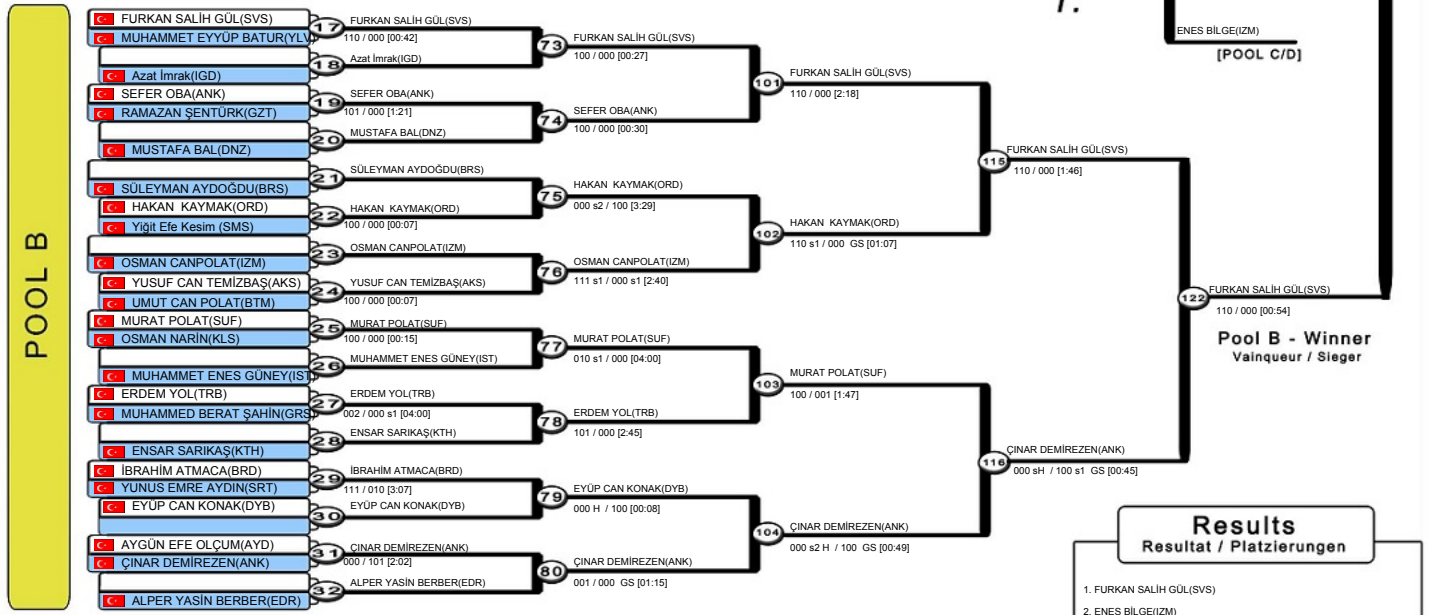 POOL B
FURKAN SALİH GÜL(SVS)
MUHAMMET EYYÜP BATUR(YLV
Azat İmrak(IGD)
SEFER OBA(ANK)
RAMAZAN ŞENTÜRK(GZT)
MUSTAFA BAL(DNZ)
SÜLEYMAN AYDOĞDU(BRS)
HAKAN  KAYMAK(ORD)
Yiğit Efe Kesim (SMS)
OSMAN CANPOLAT(IZM)
YUSUF CAN TEMİZBAŞ(AKS)
UMUT CAN POLAT(BTM)
MURAT POLAT(SUF)
OSMAN NARİN(KLS)
MUHAMMET ENES GÜNEY(IST)
ERDEM YOL(TRB)
MUHAMMED BERAT ŞAHİN(GRS)
ENSAR SARIKAŞ(KTH)
İBRAHİM ATMACA(BRD)
YUNUS EMRE AYDIN(SRT)
EYÜP CAN KONAK(DYB)
AYGÜN EFE OLÇUM(AYD)
ÇINAR DEMİREZEN(ANK)
ALPER YASİN BERBER(EDR)
17
FURKAN SALİH GÜL(SVS)
110 / 000 [00:42]
18
Azat İmrak(IGD)
19
SEFER OBA(ANK)
101 / 000 [1:21]
20
MUSTAFA BAL(DNZ)
21
SÜLEYMAN AYDOĞDU(BRS)
22
HAKAN  KAYMAK(ORD)
100 / 000 [00:07]
23
OSMAN CANPOLAT(IZM)
24
YUSUF CAN TEMİZBAŞ(AKS)
100 / 000 [00:07]
25
MURAT POLAT(SUF)
100 / 000 [00:15]
26
MUHAMMET ENES GÜNEY(IST)
27
ERDEM YOL(TRB)
002 / 000 s1 [04:00]
28
ENSAR SARIKAŞ(KTH)
29
İBRAHİM ATMACA(BRD)
111 / 010 [3:07]
30
EYÜP CAN KONAK(DYB)
31
ÇINAR DEMİREZEN(ANK)
000 / 101 [2:02]
32
ALPER YASİN BERBER(EDR)
73
FURKAN SALİH GÜL(SVS)
100 / 000 [00:27]
74
SEFER OBA(ANK)
100 / 000 [00:30]
75
HAKAN  KAYMAK(ORD)
000 s2 / 100 [3:29]
76
OSMAN CANPOLAT(IZM)
111 s1 / 000 s1 [2:40]
77
MURAT POLAT(SUF)
010 s1 / 000 [04:00]
78
ERDEM YOL(TRB)
101 / 000 [2:45]
79
EYÜP CAN KONAK(DYB)
000 H  / 100 [00:08]
80
ÇINAR DEMİREZEN(ANK)
001 / 000  GS [01:15]
101
FURKAN SALİH GÜL(SVS)
110 / 000 [2:18]
102
HAKAN  KAYMAK(ORD)
110 s1 / 000  GS [01:07]
103
MURAT POLAT(SUF)
100 / 001 [1:47]
104
ÇINAR DEMİREZEN(ANK)
000 s2 H  / 100  GS [00:49]
115
FURKAN SALİH GÜL(SVS)
110 / 000 [1:46]
116
ÇINAR DEMİREZEN(ANK)
000 sH  / 100 s1  GS [00:45]
122
FURKAN SALİH GÜL(SVS)
110 / 000 [00:54]
Pool B - Winner
Vainqueur / Sieger
1.
ENES BİLGE(IZM)
[POOL C/D]
Results
Resultat / Platzierungen
1. FURKAN SALİH GÜL(SVS)
2. ENES BİLGE(IZM)